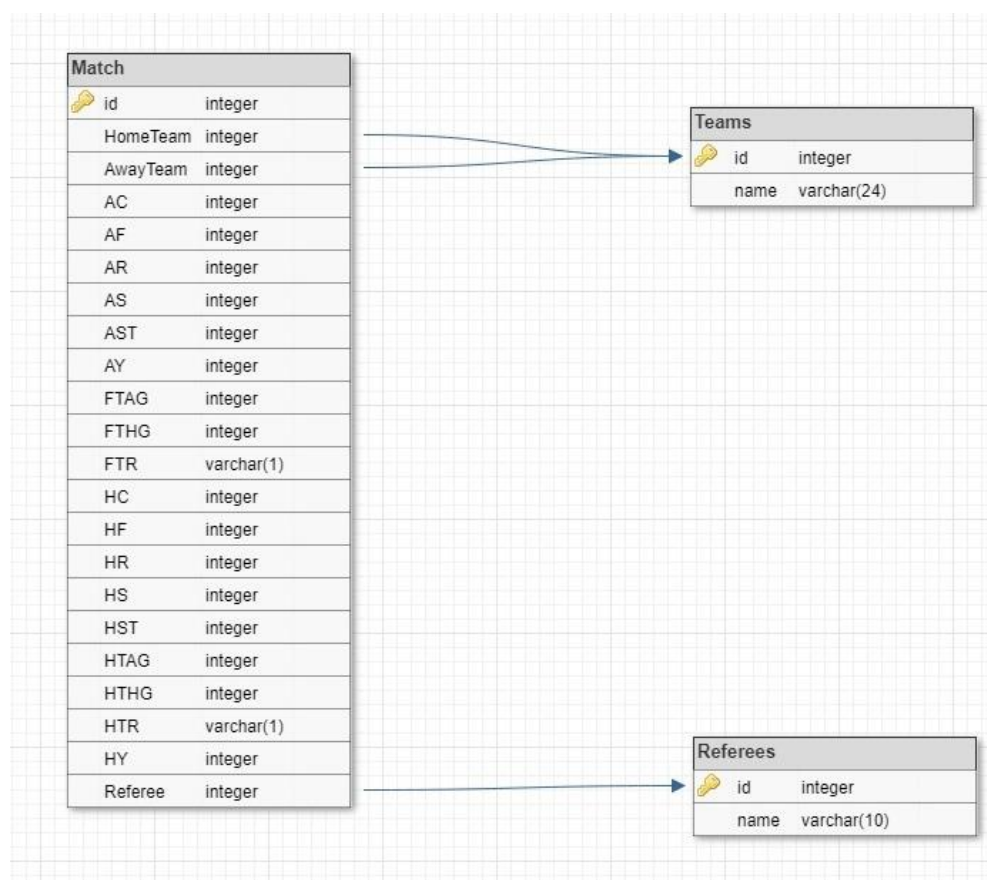 Match
id integer
HomeTeam integer
AwayTeam integer
AC integer
AF integer
AR integer
AS integer
AST integer
AY integer
FTAG integer
FTHG integer
FTR varchar(1)
HC integer
HF integer
HR integer
HS integer
HST integer
HTAG integer
HTHG integer
HTR varchar(1)
HY integer
Referee integer
Teams
id integer
name varchar(24)
Referees
id integer
name varchar(10)